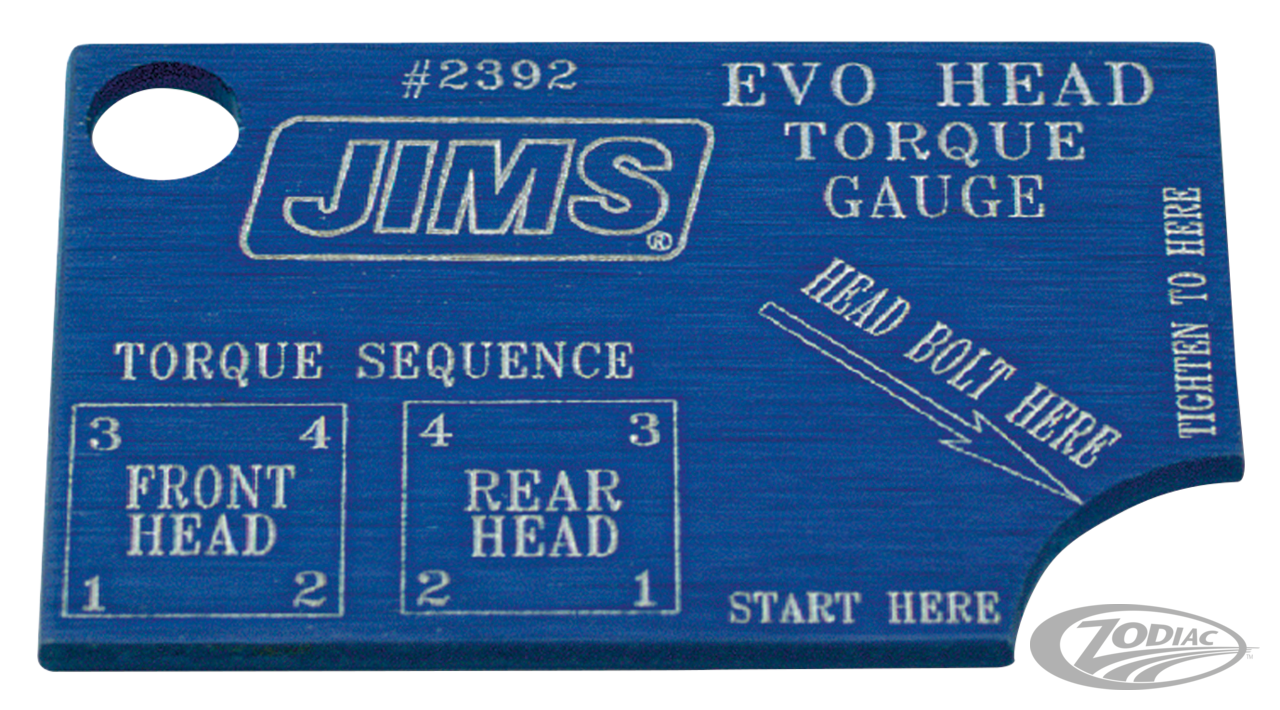 #2392
JIMS®
EVO HEAD
TORQUE
GAUGE
TIGHTEN TO HERE
HEAD BOLT HERE
TORQUE SEQUENCE
3 4
FRONT
HEAD
1 2
4 3
REAR
HEAD
2 1
START HERE
ZODIAC™